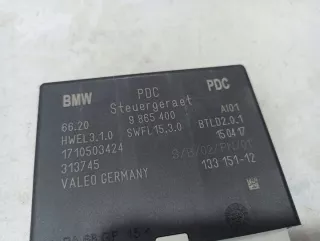 BMW PDC PDC
Steuergeraet
66.20 9 865 400 AI01
HWEL3.1.0 SWFL15.3.0 BTLD2.0.1
1710503424 15.04.17
313745
VALEO GERMANY 133 151-12